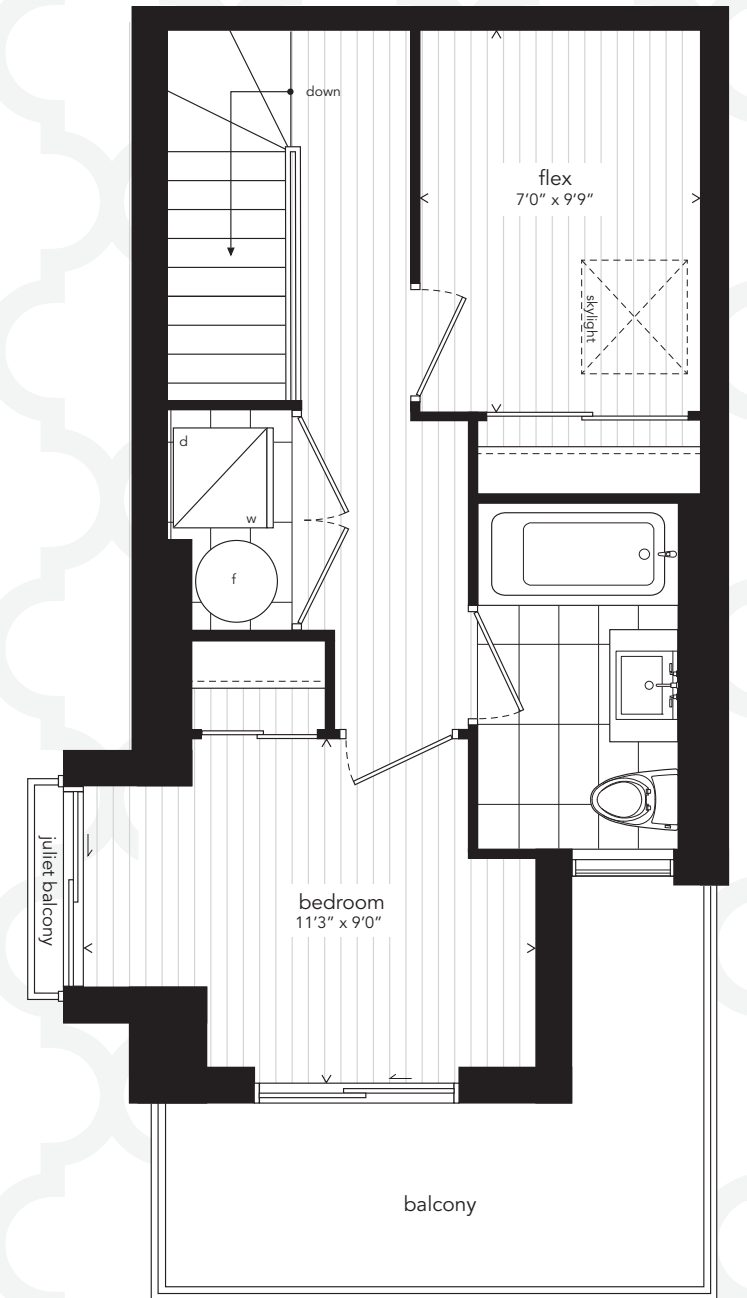 down
flex
7’0” x 9’9”
skylight
d
w
f
juliet balcony
bedroom
11’3” x 9’0”
balcony